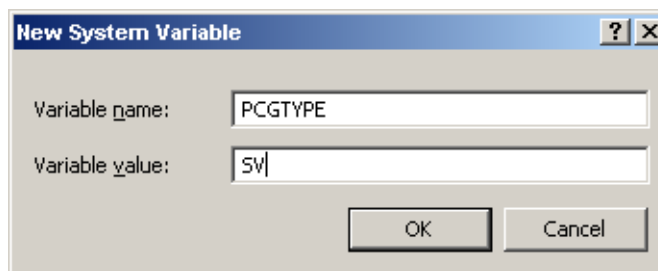 New System Variable
Variable name: PCGTYPE
Variable value: SV
OK Cancel